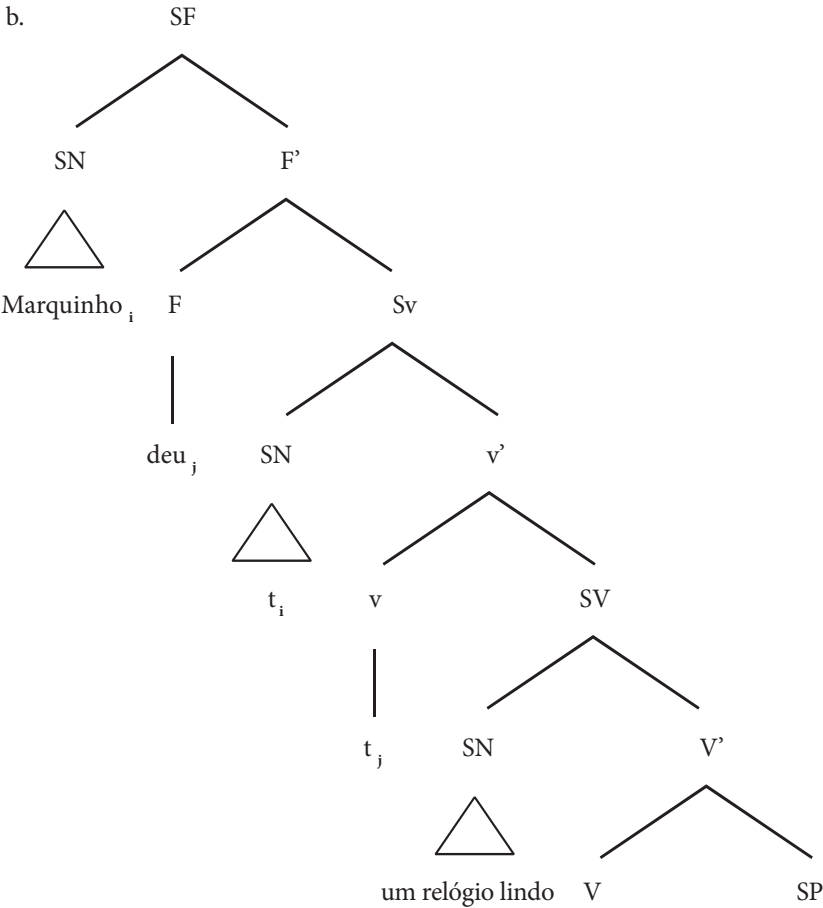 b. SF
SN F’
Marquinho i F Sv
deu j SN v’
t i v SV
t j SN V’
um relógio lindo V SP